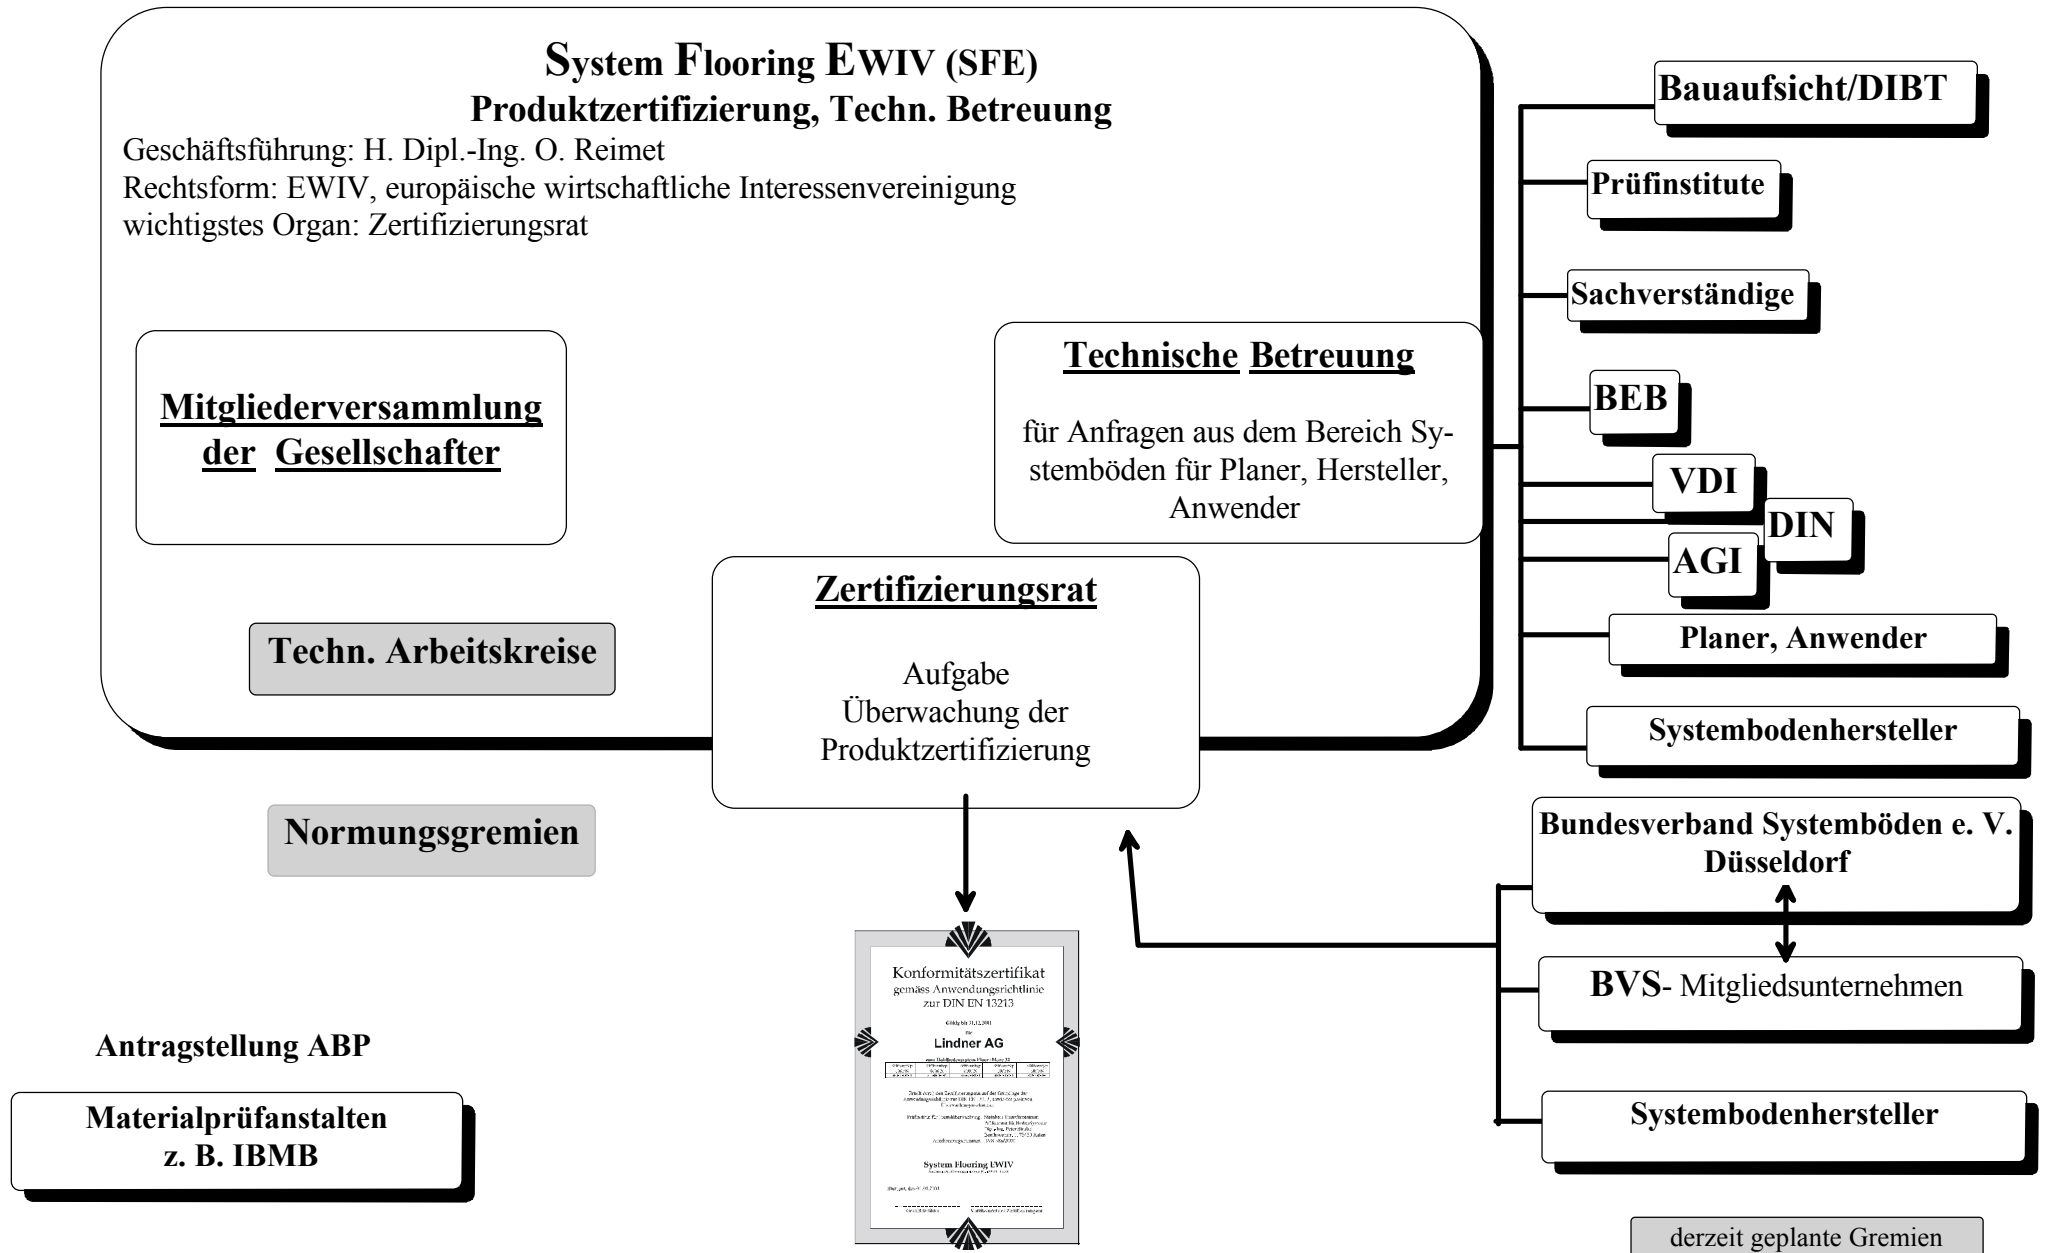 System Flooring EWIV (SFE)
Produktzertifizierung, Techn. Betreuung
Geschäftsführung: H. Dipl.-Ing. O. Reimet
Rechtsform: EWIV, europäische wirtschaftliche Interessenvereinigung
wichtigstes Organ: Zertifizierungsrat
Mitgliederversammlung
der Gesellschafter
Technische Betreuung
für Anfragen aus dem Bereich Sy-
stemböden für Planer, Hersteller,
Anwender
Zertifizierungsrat
Aufgabe
Überwachung der
Produktzertifizierung
Techn. Arbeitskreise
Normungsgremien
Antragstellung ABP
Materialprüfanstalten
z. B. IBMB
Konformitätszertifikat
gemäss Anwendungsrichtlinie
zur DIN EN 13213
Lindner AG
System Flooring EWIV
Bauaufsicht/DIBT
Prüfinstitute
Sachverständige
BEB
VDI
DIN
AGI
Planer, Anwender
Systembodenhersteller
Bundesverband Systemböden e. V.
Düsseldorf
BVS- Mitgliedsunternehmen
Systembodenhersteller
derzeit geplante Gremien